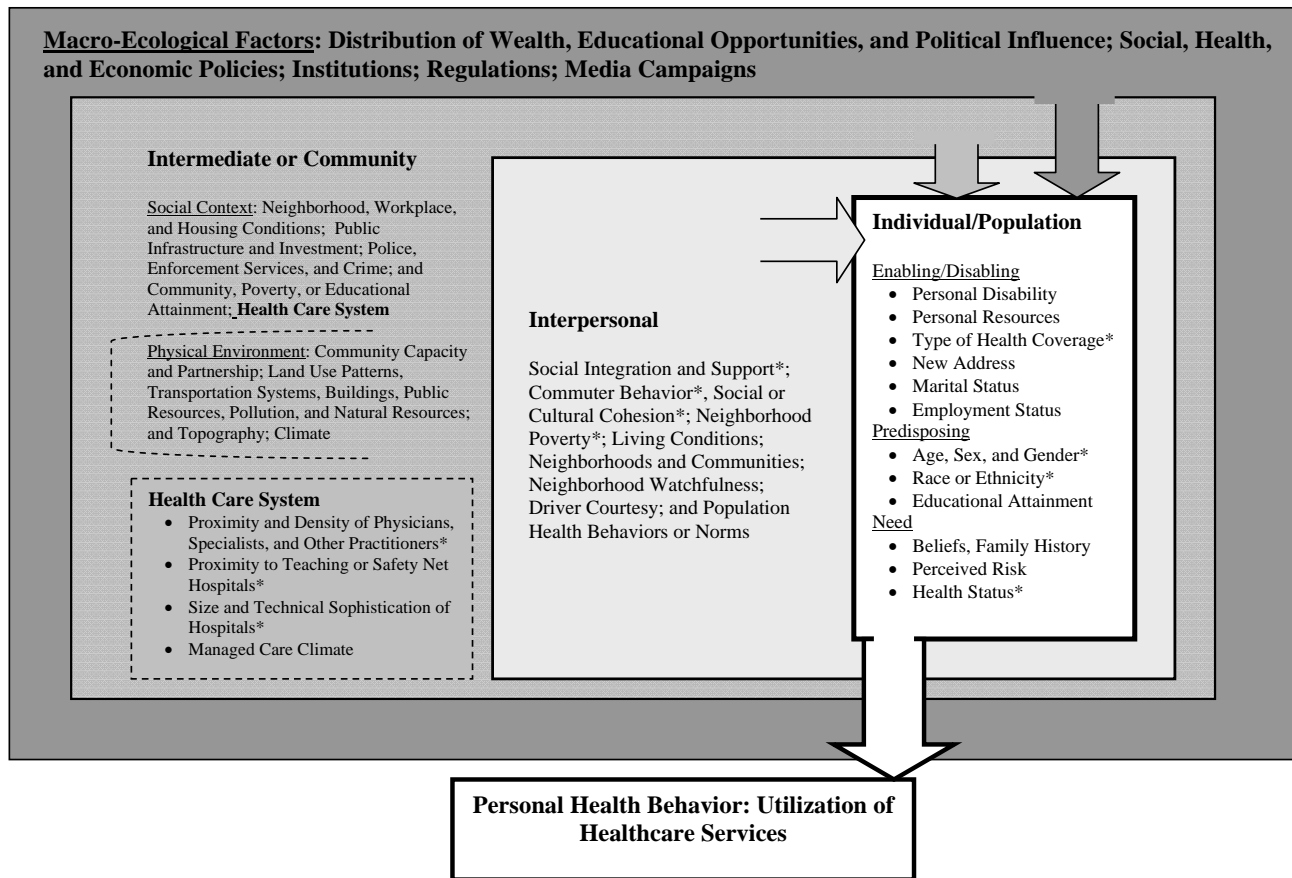 Macro-Ecological Factors: Distribution of Wealth, Educational Opportunities, and Political Influence; Social, Health,
and Economic Policies; Institutions; Regulations; Media Campaigns
Intermediate or Community
Social Context: Neighborhood, Workplace,
and Housing Conditions; Public
Infrastructure and Investment; Police,
Enforcement Services, and Crime; and
Community, Poverty, or Educational
Attainment; Health Care System
Physical Environment: Community Capacity
and Partnership; Land Use Patterns,
Transportation Systems, Buildings, Public
Resources, Pollution, and Natural Resources;
and Topography; Climate
Health Care System
• Proximity and Density of Physicians,
Specialists, and Other Practitioners*
• Proximity to Teaching or Safety Net
Hospitals*
• Size and Technical Sophistication of
Hospitals*
• Managed Care Climate
Interpersonal
Social Integration and Support*;
Commuter Behavior*, Social or
Cultural Cohesion*; Neighborhood
Poverty*; Living Conditions;
Neighborhoods and Communities;
Neighborhood Watchfulness;
Driver Courtesy; and Population
Health Behaviors or Norms
Individual/Population
Enabling/Disabling
• Personal Disability
• Personal Resources
• Type of Health Coverage*
• New Address
• Marital Status
• Employment Status
Predisposing
• Age, Sex, and Gender*
• Race or Ethnicity*
• Educational Attainment
Need
• Beliefs, Family History
• Perceived Risk
• Health Status*
Personal Health Behavior: Utilization of
Healthcare Services